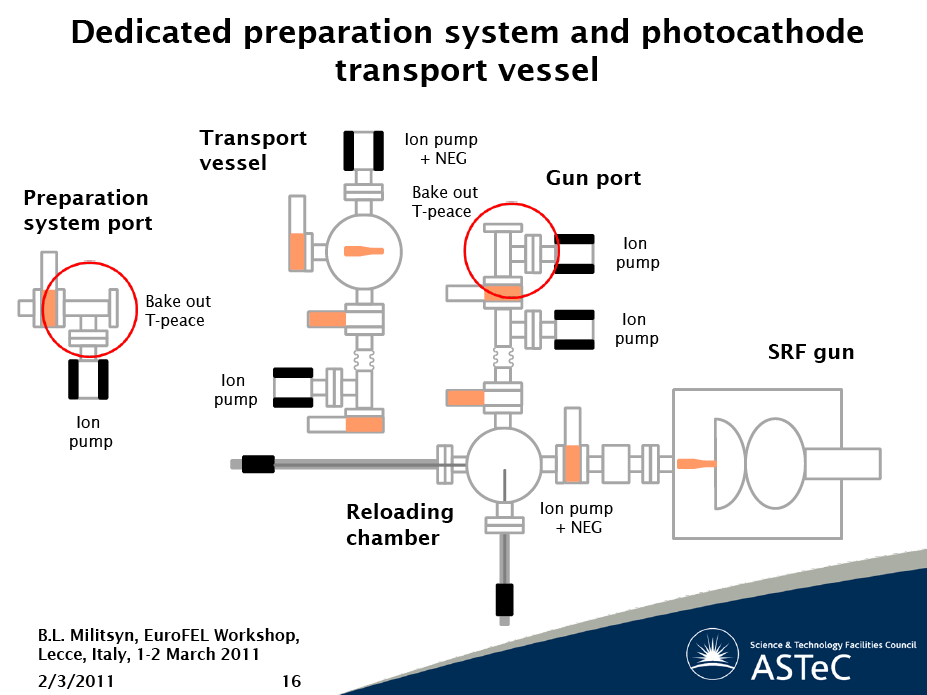 Dedicated preparation system and photocathode
transport vessel
Transport
vessel
Ion pump
+ NEG
Bake out
T-peace
Gun port
Preparation
system port
Ion
pump
Bake out
T-peace
Ion
pump
SRF gun
Ion
pump
Ion
pump
Reloading
chamber
Ion pump
+ NEG
B.L. Militsyn, EuroFEL Workshop,
Lecce, Italy, 1-2 March 2011
2/3/2011
16
Science & Technology Facilities Council
ASTeC